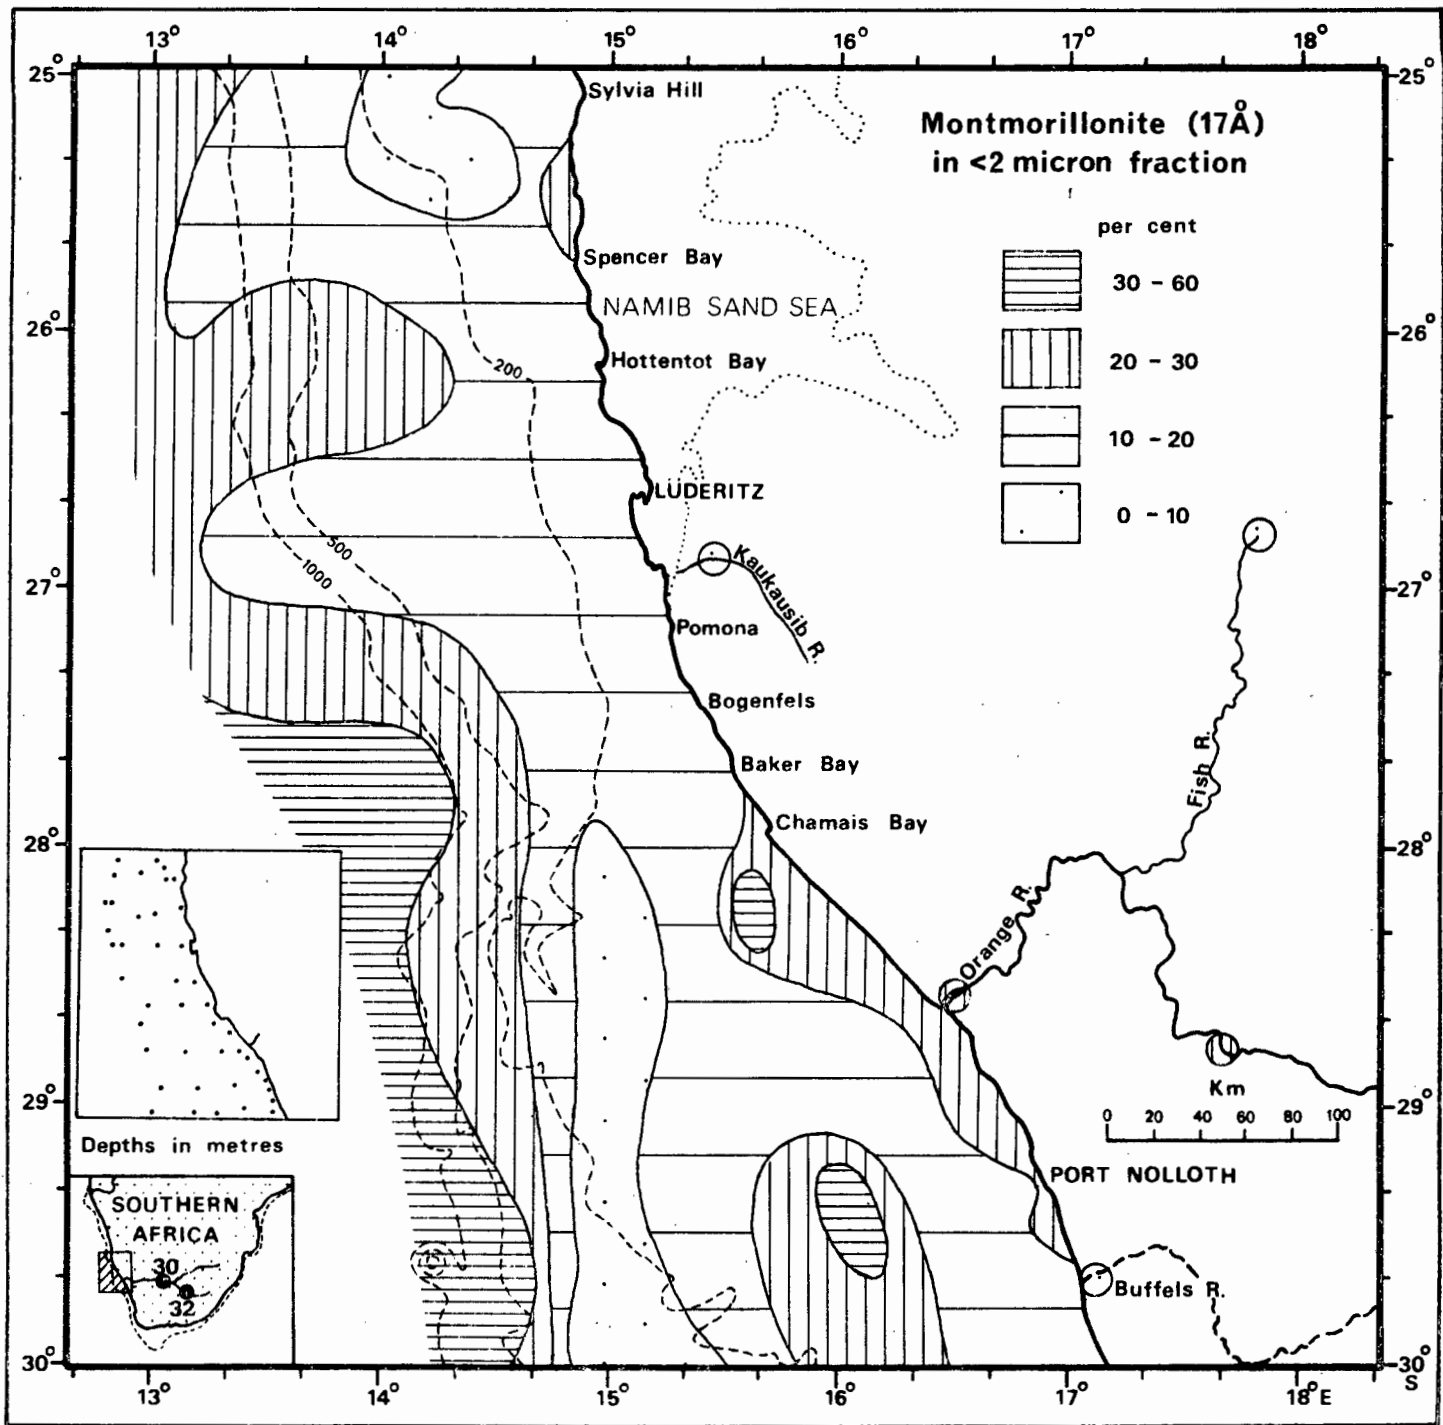 13° 14° 15° 16° 17° 18°
25° 25°
Sylvia Hill
Montmorillonite (17Å)
in <2 micron fraction
per cent
30 – 60
20 – 30
10 – 20
0 – 10
Spencer Bay
NAMIB SAND SEA
26° 26°
Hottentot Bay
200
LUDERITZ
500
1000
Kaukausib R.
27° 27°
Pomona
Bogenfels
Fish R.
Baker Bay
Chamais Bay
28° 28°
Orange R.
Km
0 20 40 60 80 100
29° 29°
Depths in metres
PORT NOLLOTH
SOUTHERN
AFRICA
30
32
Buffels R.
30° 30°
S
13° 14° 15° 16° 17° 18°E